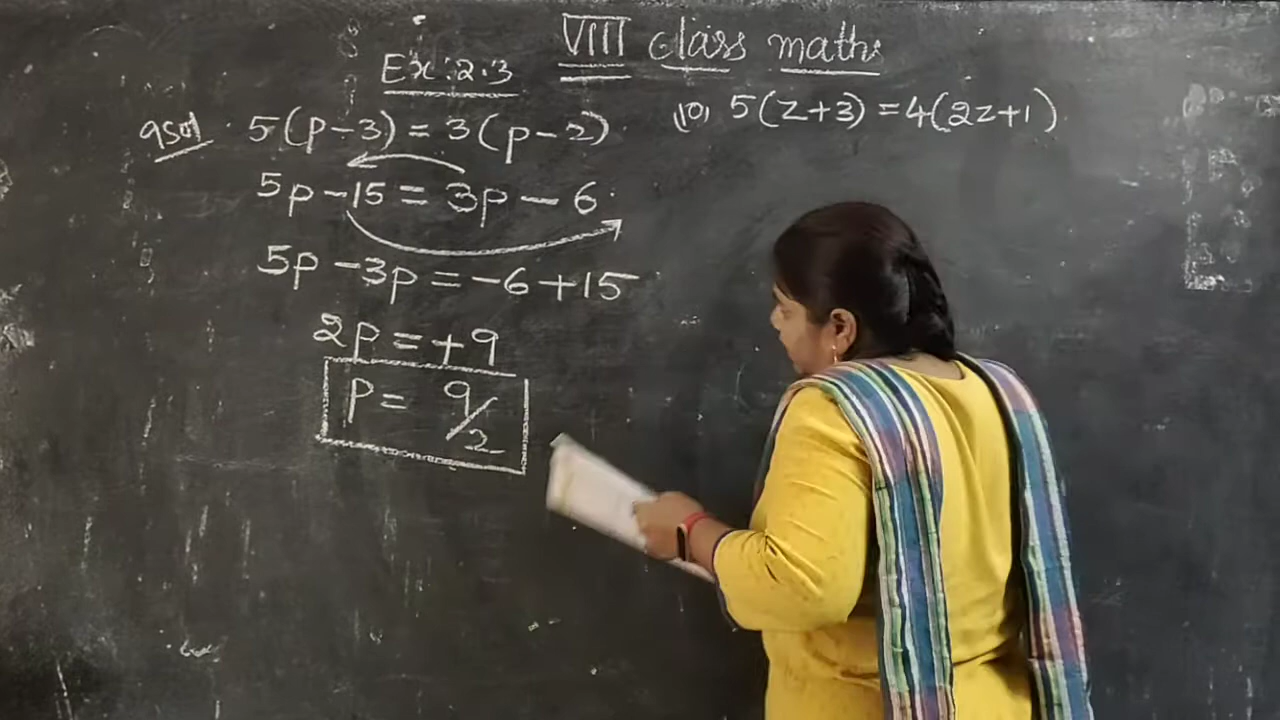 VIII class maths
Ex:2.3
9sol 5(p-3) = 3(p-2)
5p-15 = 3p-6
5p-3p = -6+15
2p = +9
p = 9/2
(10) 5(z+3) = 4(2z+1)